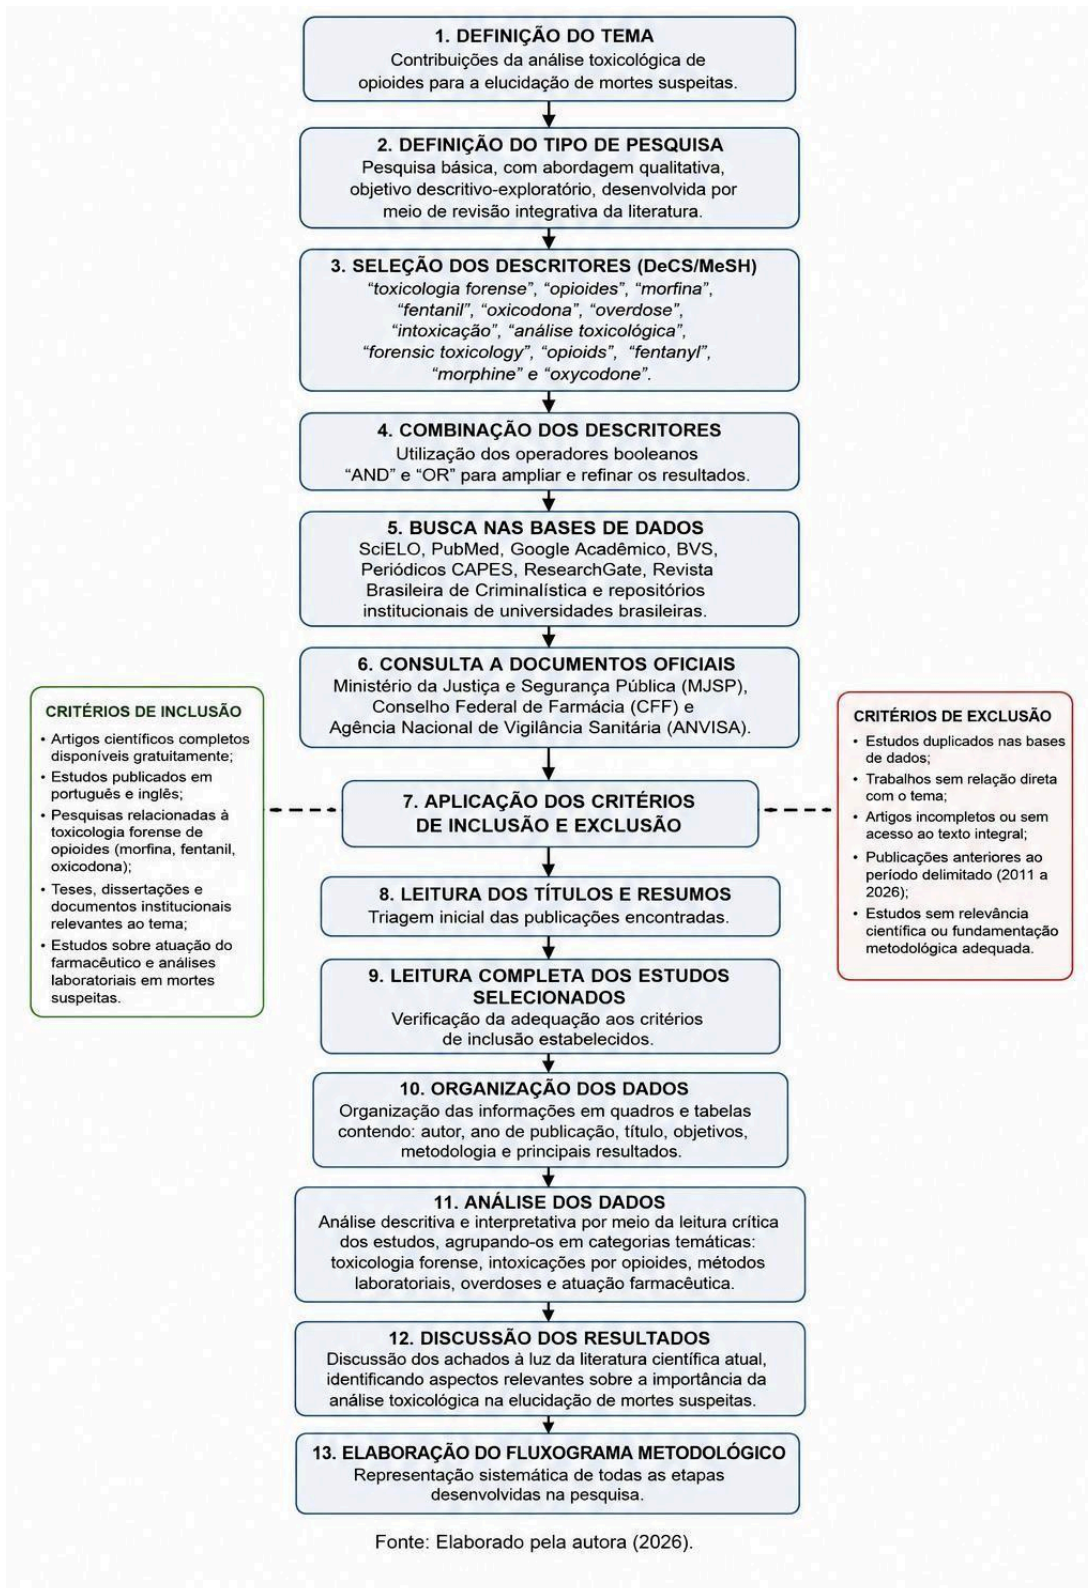 1. DEFINIÇÃO DO TEMA
Contribuições da análise toxicológica de
opioides para a elucidação de mortes suspeitas.
2. DEFINIÇÃO DO TIPO DE PESQUISA
Pesquisa básica, com abordagem qualitativa,
objetivo descritivo-exploratório, desenvolvida por
meio de revisão integrativa da literatura.
3. SELEÇÃO DOS DESCRITORES (DeCS/MeSH)
“toxicologia forense”, “opioides”, “morfina”,
“fentanil”, “oxicodona”, “overdose”,
“intoxicação”, “análise toxicológica”,
“forensic toxicology”, “opioids”, “fentanyl”,
“morphine” e “oxycodone”.
4. COMBINAÇÃO DOS DESCRITORES
Utilização dos operadores booleanos
“AND” e “OR” para ampliar e refinar os resultados.
5. BUSCA NAS BASES DE DADOS
SciELO, PubMed, Google Acadêmico, BVS,
Periódicos CAPES, ResearchGate, Revista
Brasileira de Criminalística e repositórios
institucionais de universidades brasileiras.
6. CONSULTA A DOCUMENTOS OFICIAIS
Ministério da Justiça e Segurança Pública (MJSP),
Conselho Federal de Farmácia (CFF) e
Agência Nacional de Vigilância Sanitária (ANVISA).
CRITÉRIOS DE INCLUSÃO
• Artigos científicos completos
disponíveis gratuitamente;
• Estudos publicados em
português e inglês;
• Pesquisas relacionadas à
toxicologia forense de
opioides (morfina, fentanil,
oxicodona);
• Teses, dissertações e
documentos institucionais
relevantes ao tema;
• Estudos sobre atuação do
farmacêutico e análises
laboratoriais em mortes
suspeitas.
7. APLICAÇÃO DOS CRITÉRIOS
DE INCLUSÃO E EXCLUSÃO
CRITÉRIOS DE EXCLUSÃO
• Estudos duplicados nas bases
de dados;
• Trabalhos sem relação direta
com o tema;
• Artigos incompletos ou sem
acesso ao texto integral;
• Publicações anteriores ao
período delimitado (2011 a
2026);
• Estudos sem relevância
científica ou fundamentação
metodológica adequada.
8. LEITURA DOS TÍTULOS E RESUMOS
Triagem inicial das publicações encontradas.
9. LEITURA COMPLETA DOS ESTUDOS
SELECIONADOS
Verificação da adequação aos critérios
de inclusão estabelecidos.
10. ORGANIZAÇÃO DOS DADOS
Organização das informações em quadros e tabelas
contendo: autor, ano de publicação, título, objetivos,
metodologia e principais resultados.
11. ANÁLISE DOS DADOS
Análise descritiva e interpretativa por meio da leitura crítica
dos estudos, agrupando-os em categorias temáticas:
toxicologia forense, intoxicações por opioides, métodos
laboratoriais, overdoses e atuação farmacêutica.
12. DISCUSSÃO DOS RESULTADOS
Discussão dos achados à luz da literatura científica atual,
identificando aspectos relevantes sobre a importância da
análise toxicológica na elucidação de mortes suspeitas.
13. ELABORAÇÃO DO FLUXOGRAMA METODOLÓGICO
Representação sistemática de todas as etapas
desenvolvidas na pesquisa.
Fonte: Elaborado pela autora (2026).